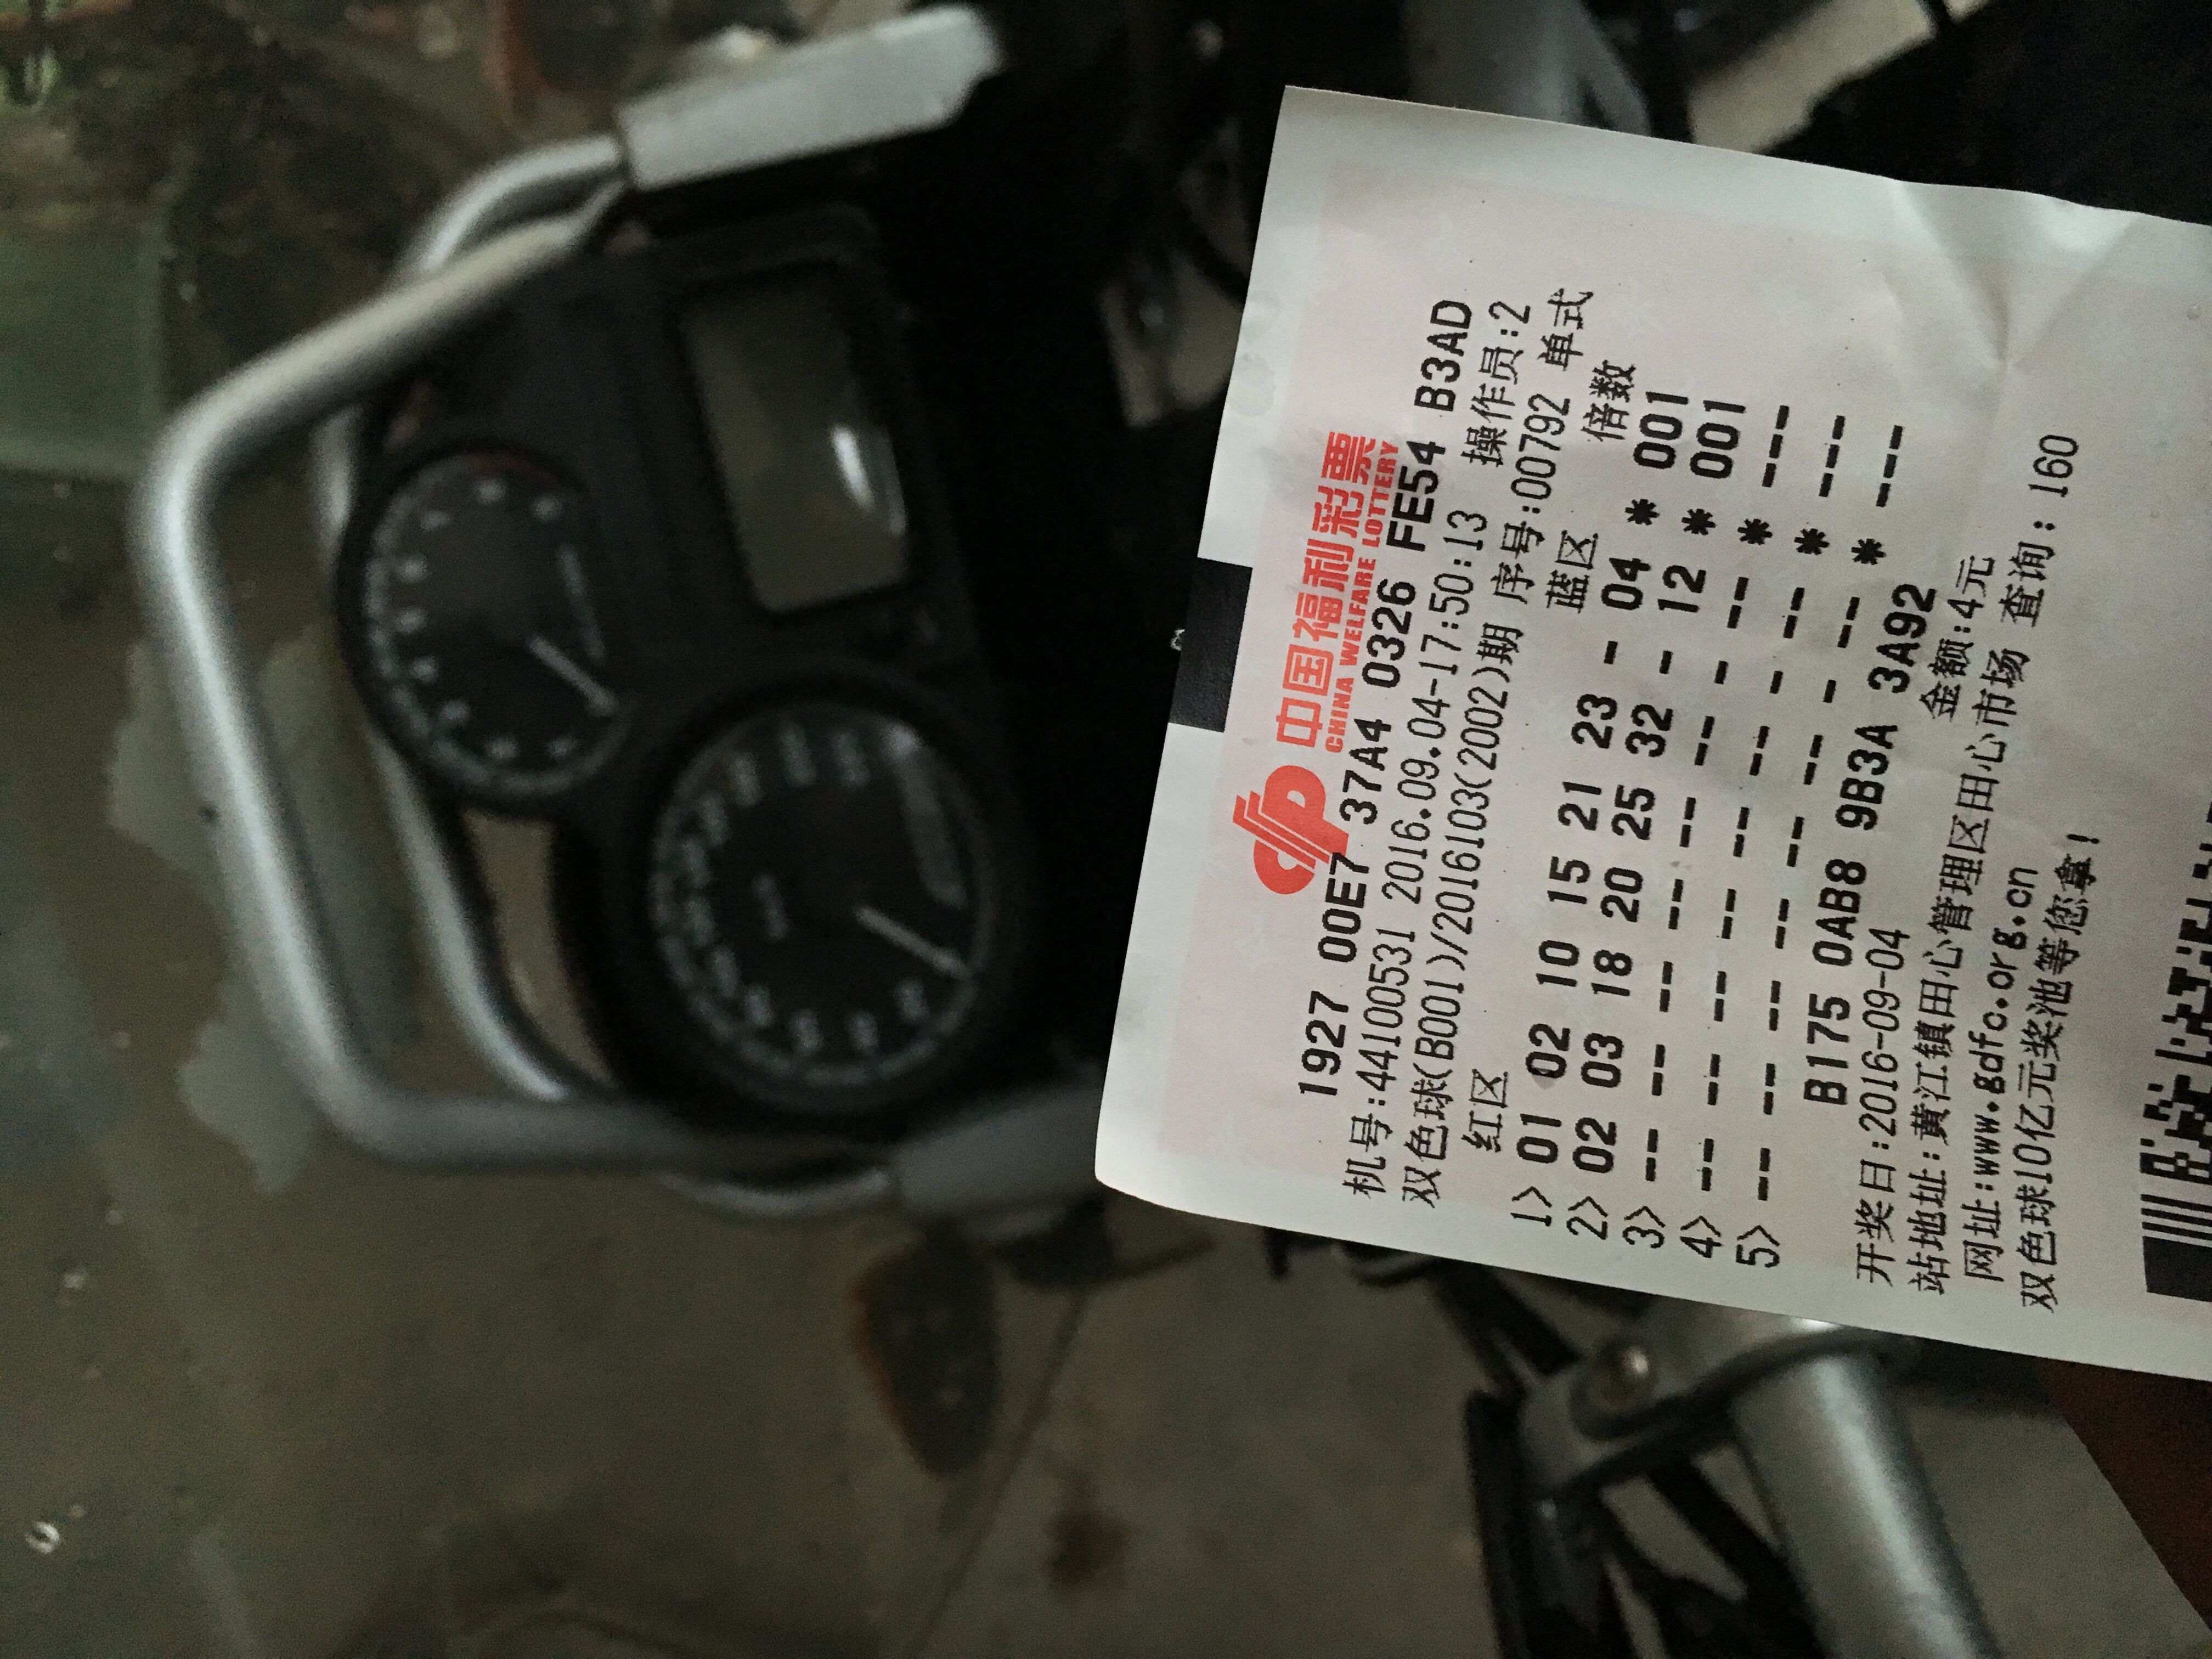 中国福利彩票
CHINA WELFARE LOTTERY
1927 00E7 37A4 0326 FE54 B3AD
机号:44100531 2016.09.04-17:50:13 操作员:2
双色球(B001)/2016103(2002)期 序号:00792 单式
红区 蓝区 倍数
1> 01 02 10 15 21 23 - 04 * 001
2> 02 03 18 20 25 32 - 12 * 001
3> -- -- -- -- -- -- - -- * ---
4> -- -- -- -- -- -- - -- * ---
5> -- -- -- -- -- -- - -- * ---
B175 0AB8 9B3A 3A92
开奖日:2016-09-04 金额:4元
站地址:黄江镇田心管理区田心市场 查询:160
网址:www.gdfc.org.cn
双色球10亿元奖池等您拿!